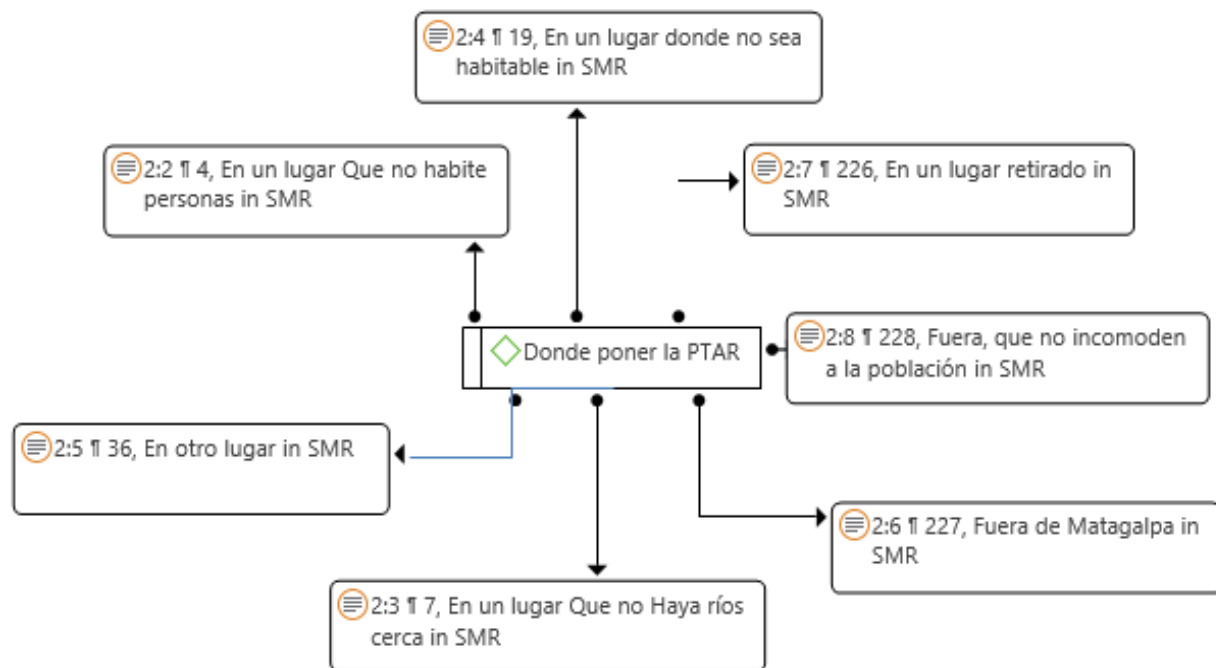 2:4 ¶ 19, En un lugar donde no sea
habitable in SMR
2:2 ¶ 4, En un lugar Que no habite
personas in SMR
2:7 ¶ 226, En un lugar retirado in
SMR
Donde poner la PTAR
2:8 ¶ 228, Fuera, que no incomoden
a la población in SMR
2:5 ¶ 36, En otro lugar in SMR
2:6 ¶ 227, Fuera de Matagalpa in
SMR
2:3 ¶ 7, En un lugar Que no Haya ríos
cerca in SMR